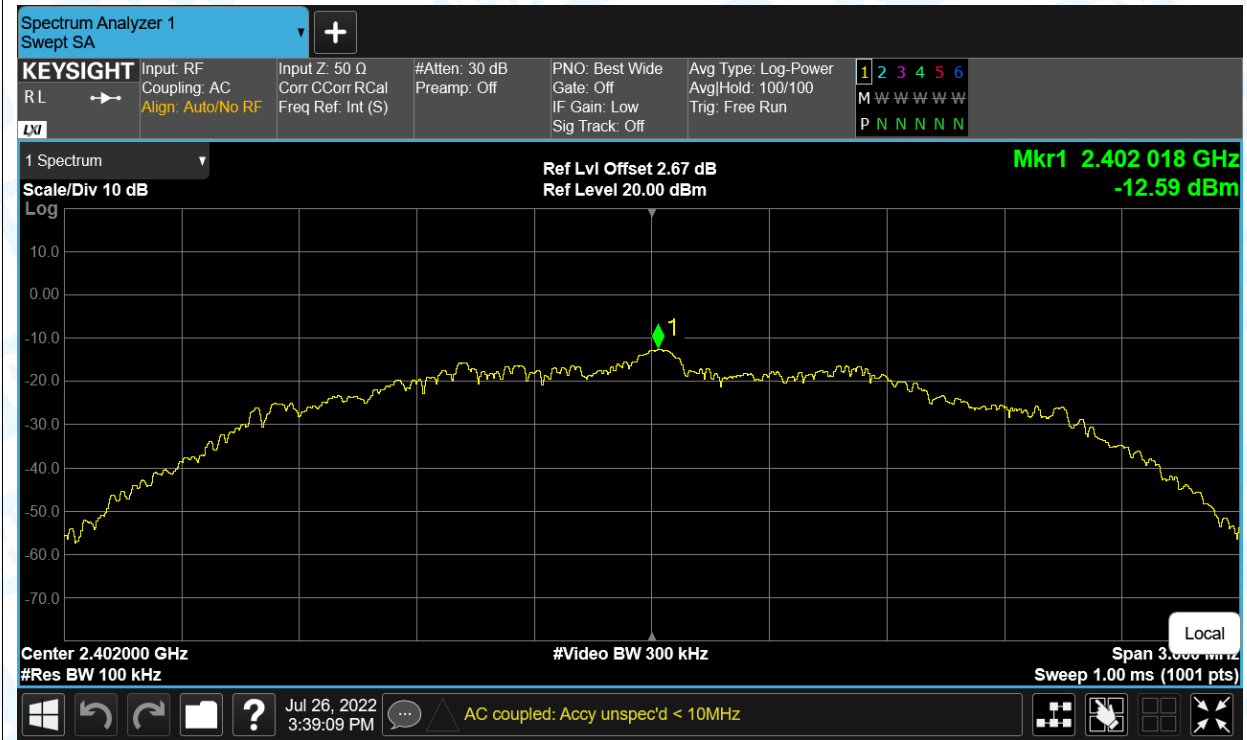 Spectrum Analyzer 1
Swept SA
KEYSIGHT
R L
LXI
Input: RF
Coupling: AC
Align: Auto/No RF
Input Z: 50 Ω
Corr CCorr RCal
Freq Ref: Int (S)
#Atten: 30 dB
Preamp: Off
PNO: Best Wide
Gate: Off
IF Gain: Low
Sig Track: Off
Avg Type: Log-Power
Avg|Hold: 100/100
Trig: Free Run
1 2 3 4 5 6
M W W W W W W
P N N N N N N
1 Spectrum
Scale/Div 10 dB
Ref Lvl Offset 2.67 dB
Ref Level 20.00 dBm
Mkr1 2.402 018 GHz
-12.59 dBm
Log
10.0
0.00
-10.0
-20.0
-30.0
-40.0
-50.0
-60.0
-70.0
1
Local
Center 2.402000 GHz
#Video BW 300 kHz
Span 3.000 MHz
#Res BW 100 kHz
Sweep 1.00 ms (1001 pts)
?
Jul 26, 2022
3:39:09 PM
AC coupled: Accy unspec'd < 10MHz